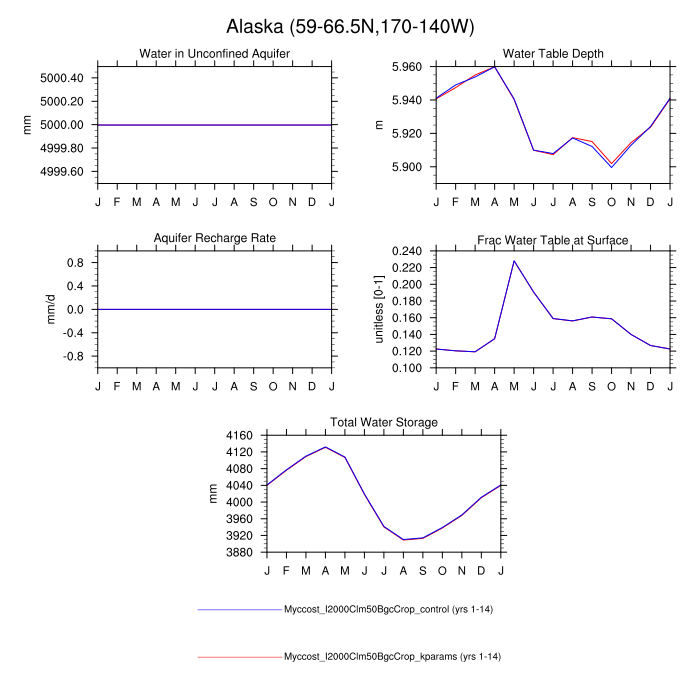 Alaska (59-66.5N,170-140W)
Water in Unconfined Aquifer
5000.40
5000.20
5000.00
4999.80
4999.60
mm
J F M A M J J A S O N D J
Water Table Depth
5.960
5.940
5.920
5.900
m
J F M A M J J A S O N D J
Aquifer Recharge Rate
0.8
0.4
0.0
-0.4
-0.8
mm/d
J F M A M J J A S O N D J
Frac Water Table at Surface
0.240
0.220
0.200
0.180
0.160
0.140
0.120
0.100
unitless [0-1]
J F M A M J J A S O N D J
Total Water Storage
4160
4120
4080
4040
4000
3960
3920
3880
mm
J F M A M J J A S O N D J
Myccost_I2000Clm50BgcCrop_control (yrs 1-14)
Myccost_I2000Clm50BgcCrop_kparams (yrs 1-14)